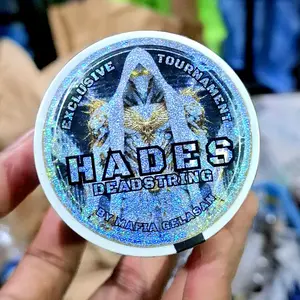 EXCLUSIVE TOURNAMENT
HADES
DEADSTRING
BY MAFIA GELASAN